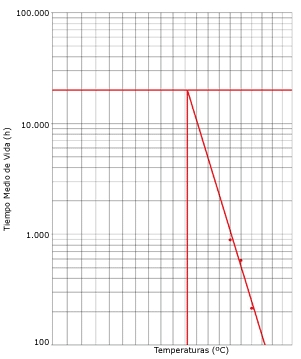 100.000
10.000
1.000
100
Tiempo Medio de Vida (h)
Temperaturas (ºC)